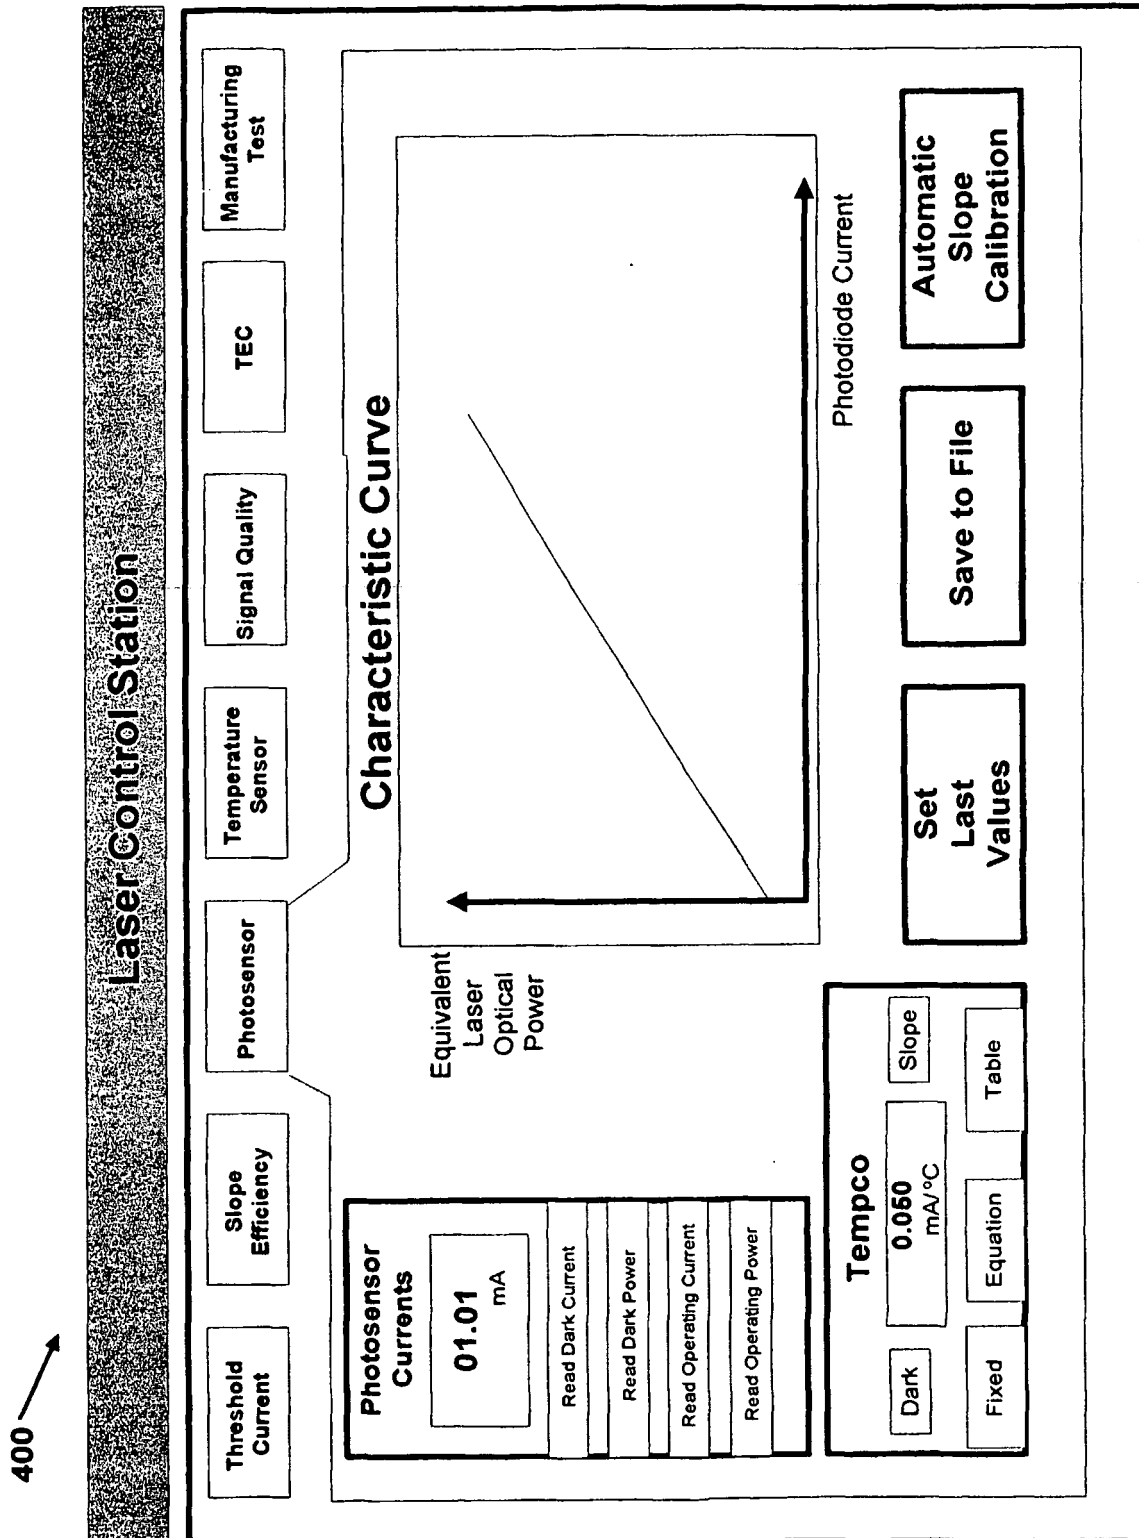 400
Laser Control Station
Threshold
Current
Slope
Efficiency
Photosensor
Temperature
Sensor
Signal Quality
TEC
Manufacturing
Test
Photosensor
Currents
01.01
mA
Read Dark Current
Read Dark Power
Read Operating Current
Read Operating Power
Characteristic Curve
Equivalent
Laser
Optical
Power
Photodiode Current
Tempco
Dark
0.050
mA/°C
Slope
Fixed
Equation
Table
Set
Last
Values
Save to File
Automatic
Slope
Calibration